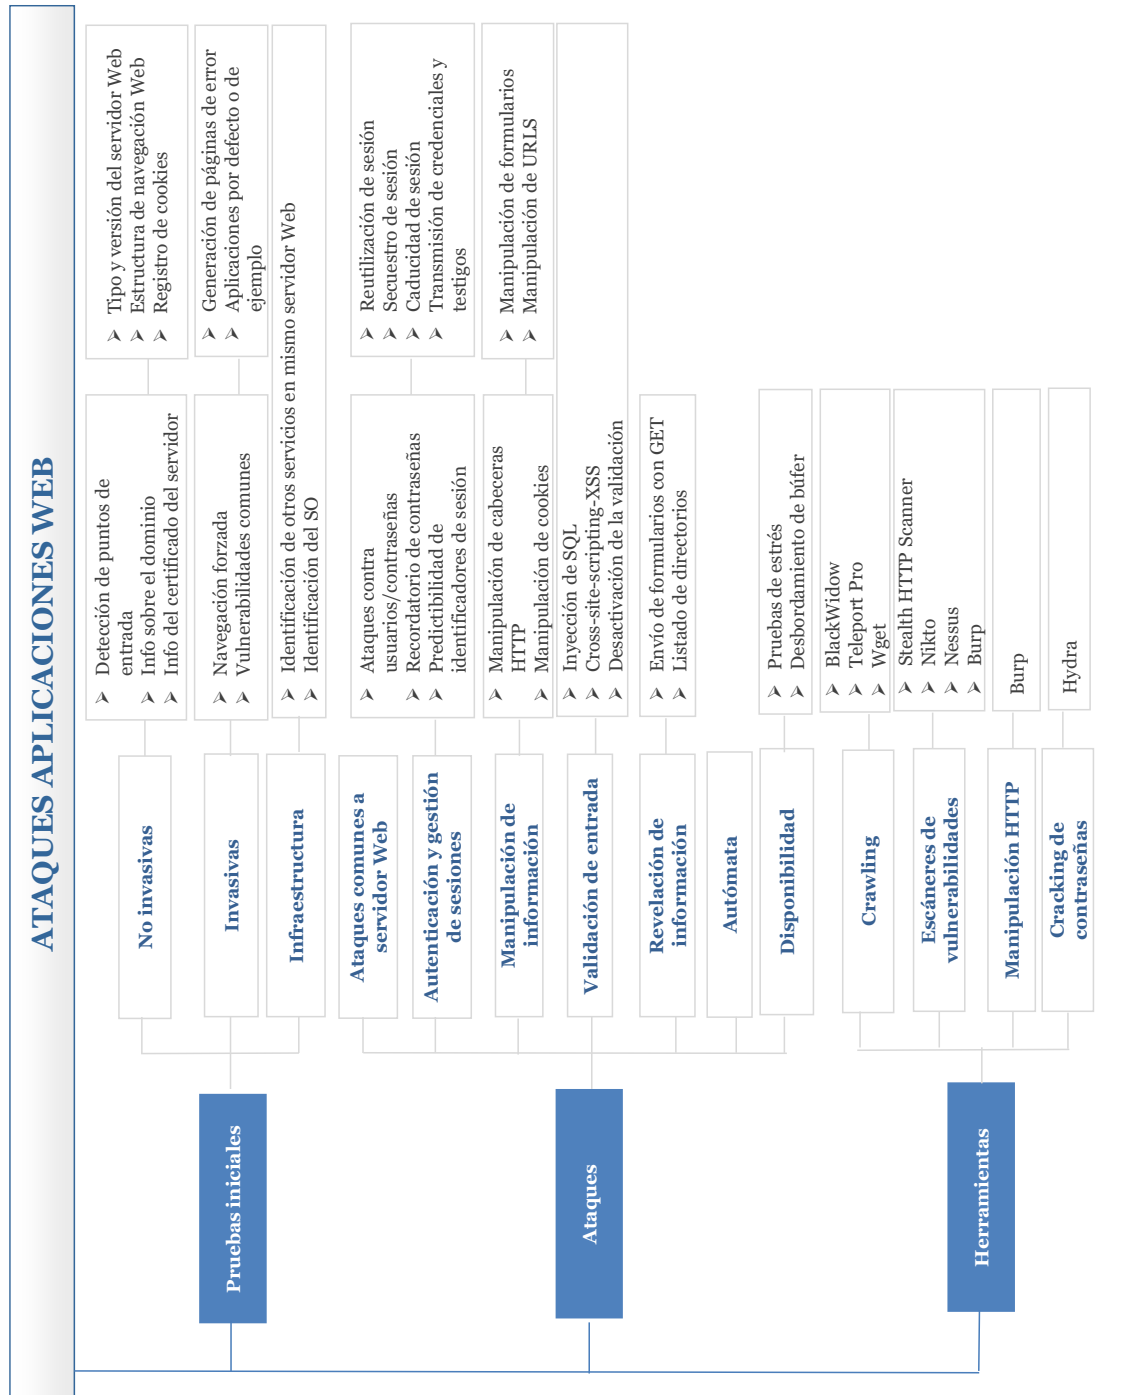 ATAQUES APLICACIONES WEB
Pruebas iniciales
No invasivas
Detección de puntos de
entrada
Info sobre el dominio
Info del certificado del servidor
Tipo y versión del servidor Web
Estructura de navegación Web
Registro de cookies
Invasivas
Navegación forzada
Vulnerabilidades comunes
Generación de páginas de error
Aplicaciones por defecto o de
ejemplo
Infraestructura
Identificación de otros servicios en mismo servidor Web
Identificación del SO
Ataques
Ataques comunes a
servidor Web
Autenticación y gestión
de sesiones
Ataques contra
usuarios/contraseñas
Recordatorio de contraseñas
Predictibilidad de
identificadores de sesión
Reutilización de sesión
Secuestro de sesión
Caducidad de sesión
Transmisión de credenciales y
testigos
Manipulación de
información
Manipulación de cabeceras
HTTP
Manipulación de cookies
Manipulación de formularios
Manipulación de URLS
Validación de entrada
Inyección de SQL
Cross-site-scripting-XSS
Desactivación de la validación
Revelación de
información
Envío de formularios con GET
Listado de directorios
Autómata
Disponibilidad
Pruebas de estrés
Desbordamiento de búfer
Herramientas
Crawling
BlackWidow
Teleport Pro
Wget
Escáneres de
vulnerabilidades
Stealth HTTP Scanner
Nikto
Nessus
Burp
Manipulación HTTP
Burp
Cracking de
contraseñas
Hydra